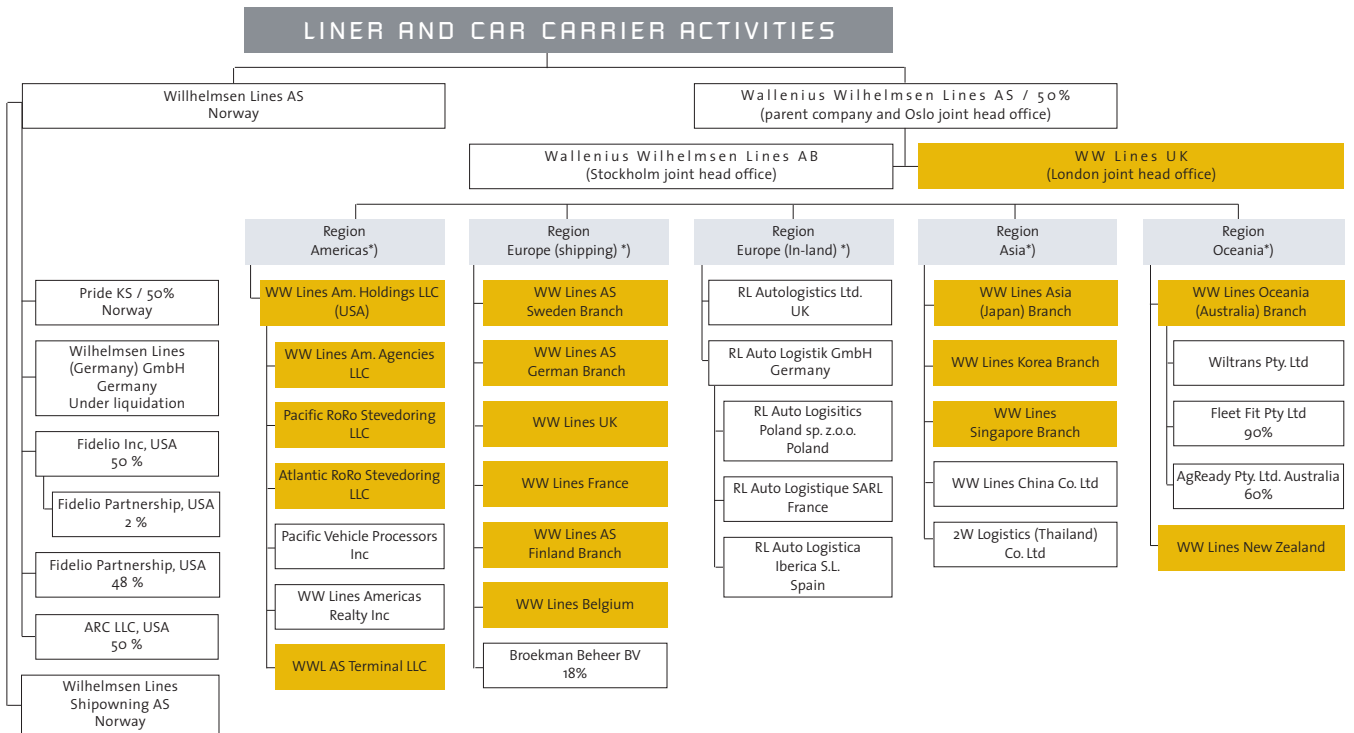 LINER AND CAR CARRIER ACTIVITIES
Willhelmsen Lines AS
Norway
Wallenius Wilhelmsen Lines AS / 50%
(parent company and Oslo joint head office)
Wallenius Wilhelmsen Lines AB
(Stockholm joint head office)
WW Lines UK
(London joint head office)
Pride KS / 50%
Norway
Wilhelmsen Lines
(Germany) GmbH
Germany
Under liquidation
Fidelio Inc, USA
50 %
Fidelio Partnership, USA
2 %
Fidelio Partnership, USA
48 %
ARC LLC, USA
50 %
Wilhelmsen Lines
Shipowning AS
Norway
Region
Americas*)
WW Lines Am. Holdings LLC
(USA)
WW Lines Am. Agencies
LLC
Pacific RoRo Stevedoring
LLC
Atlantic RoRo Stevedoring
LLC
Pacific Vehicle Processors
Inc
WW Lines Americas
Realty Inc
WWL AS Terminal LLC
Region
Europe (shipping) *)
WW Lines AS
Sweden Branch
WW Lines AS
German Branch
WW Lines UK
WW Lines France
WW Lines AS
Finland Branch
WW Lines Belgium
Broekman Beheer BV
18%
Region
Europe (In-land) *)
RL Autologistics Ltd.
UK
RL Auto Logistik GmbH
Germany
RL Auto Logisitics
Poland sp. z.o.o.
Poland
RL Auto Logistique SARL
France
RL Auto Logistica
Iberica S.L.
Spain
Region
Asia*)
WW Lines Asia
(Japan) Branch
WW Lines Korea Branch
WW Lines
Singapore Branch
WW Lines China Co. Ltd
2W Logistics (Thailand)
Co. Ltd
Region
Oceania*)
WW Lines Oceania
(Australia) Branch
Wiltrans Pty. Ltd
Fleet Fit Pty Ltd
90%
AgReady Pty. Ltd. Australia
60%
WW Lines New Zealand